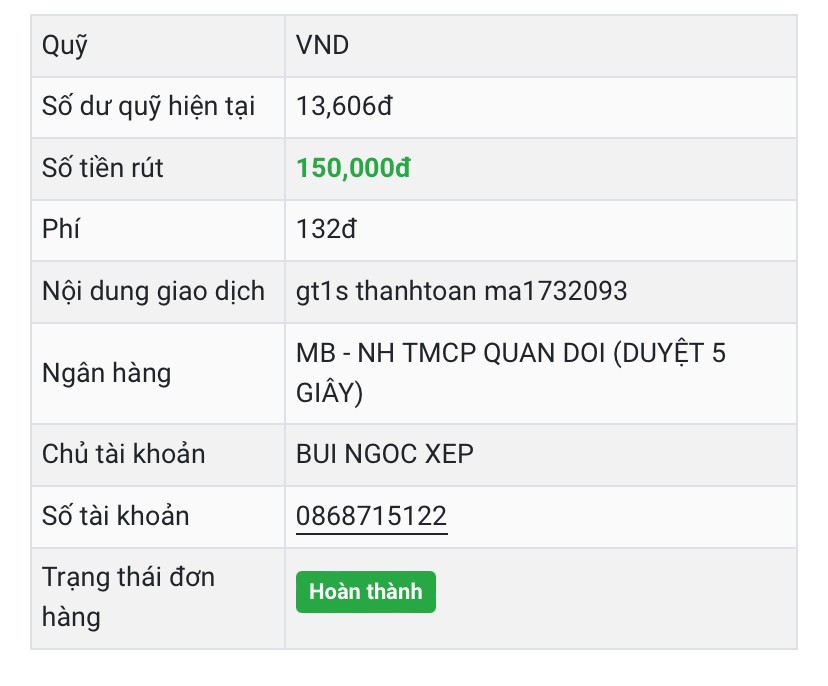 Quỹ VND
Số dư quỹ hiện tại 13,606đ
Số tiền rút 150,000đ
Phí 132đ
Nội dung giao dịch gt1s thanhtoan ma1732093
Ngân hàng MB - NH TMCP QUAN DOI (DUYỆT 5
GIÂY)
Chủ tài khoản BUI NGOC XEP
Số tài khoản 0868715122
Trạng thái đơn
hàng Hoàn thành